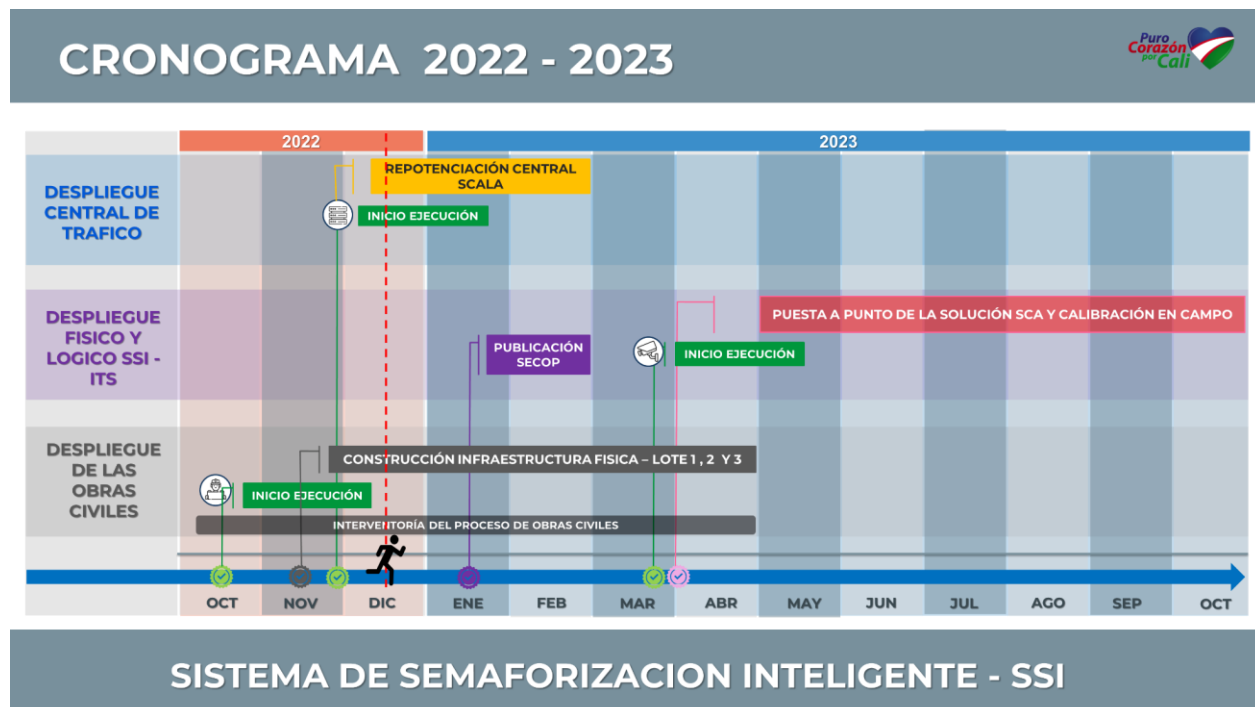 CRONOGRAMA 2022 - 2023
Puro
Corazón
por Cali
2022
2023
DESPLIEGUE
CENTRAL DE
TRAFICO
REPOTENCIACIÓN CENTRAL
SCALA
INICIO EJECUCIÓN
DESPLIEGUE
FISICO Y
LOGICO SSI -
ITS
PUESTA A PUNTO DE LA SOLUCIÓN SCA Y CALIBRACIÓN EN CAMPO
PUBLICACIÓN
SECOP
INICIO EJECUCIÓN
DESPLIEGUE
DE LAS
OBRAS
CIVILES
CONSTRUCCIÓN INFRAESTRUCTURA FISICA – LOTE 1 , 2 Y 3
INICIO EJECUCIÓN
INTERVENTORÍA DEL PROCESO DE OBRAS CIVILES
OCT NOV DIC ENE FEB MAR ABR MAY JUN JUL AGO SEP OCT
SISTEMA DE SEMAFORIZACION INTELIGENTE - SSI